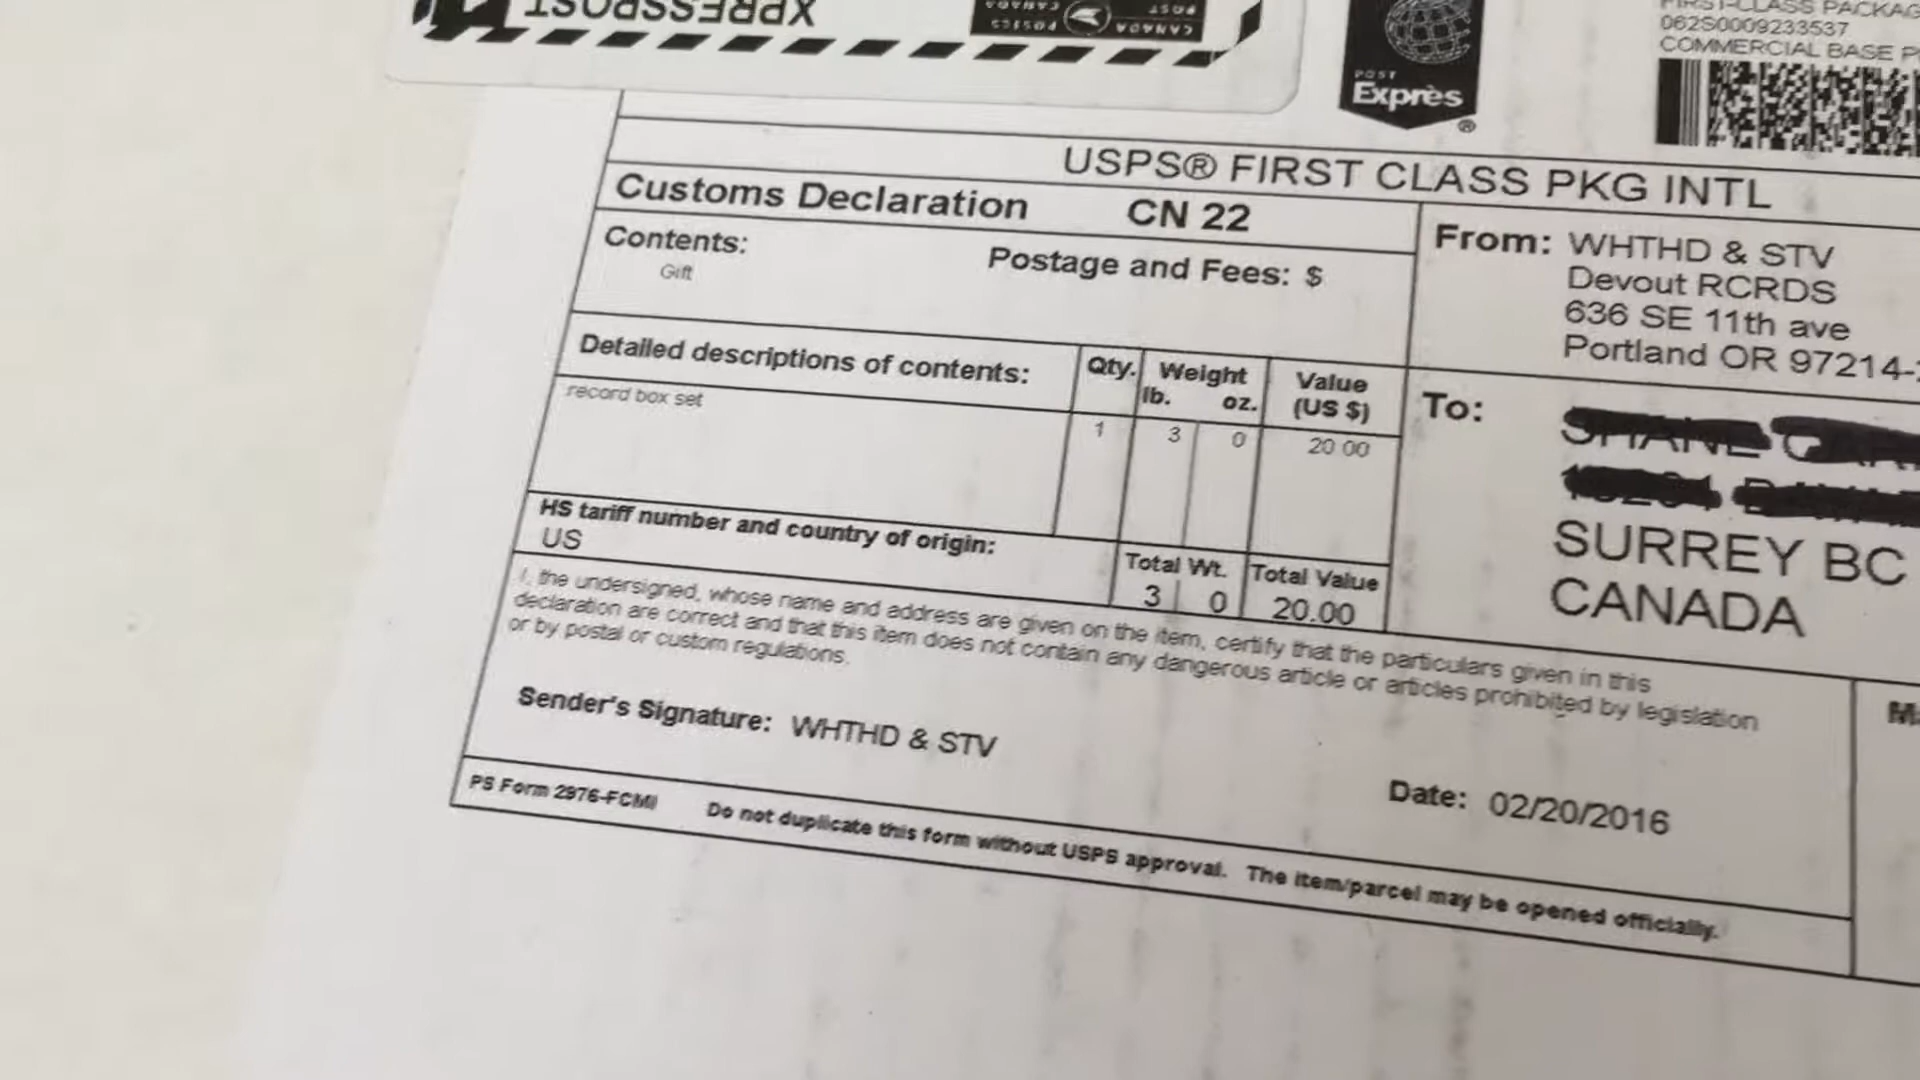 XPRESSPOST
CANADA POST
POSTES CANADA
POST
Exprès
FIRST-CLASS
062S0009233537
COMMERCIAL BASE
USPS® FIRST CLASS PKG INTL
Customs Declaration CN 22
Contents: Postage and Fees: $
Gift
From: WHTHD & STV
Devout RCRDS
636 SE 11th ave
Portland OR 97214-
Detailed descriptions of contents: Qty. Weight Value
lb. oz. (US $)
record box set 1 3 0 20 00
To:
SURREY BC
CANADA
HS tariff number and country of origin: Total Wt. Total Value
US 3 0 20.00
I, the undersigned, whose name and address are given on the item, certify that the particulars given in this
declaration are correct and that this item does not contain any dangerous article or articles prohibited by legislation
or by postal or custom regulations.
Sender's Signature: WHTHD & STV
Date: 02/20/2016
PS Form 2976-FCMI Do not duplicate this form without USPS approval. The item/parcel may be opened officially.